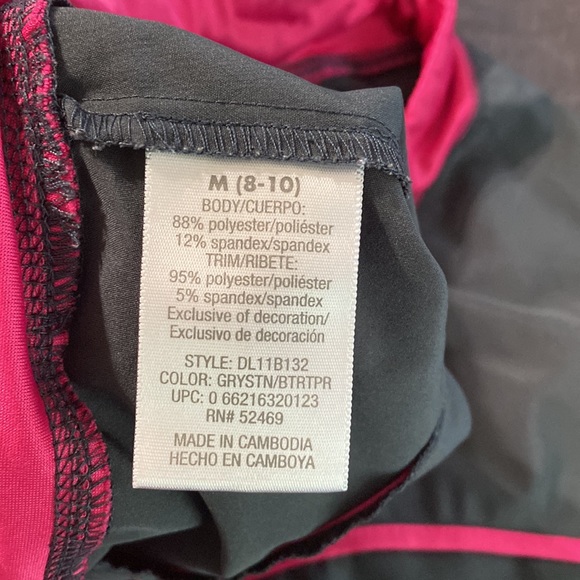 M (8-10)
BODY/CUERPO:
88% polyester/poliéster
12% spandex/spandex
TRIM/RIBETE:
95% polyester/poliéster
5% spandex/spandex
Exclusive of decoration/
Exclusivo de decoración
STYLE: DL11B132
COLOR: GRYSTN/BTRTPR
UPC: 0 66216320123
RN# 52469
MADE IN CAMBODIA
HECHO EN CAMBOYA